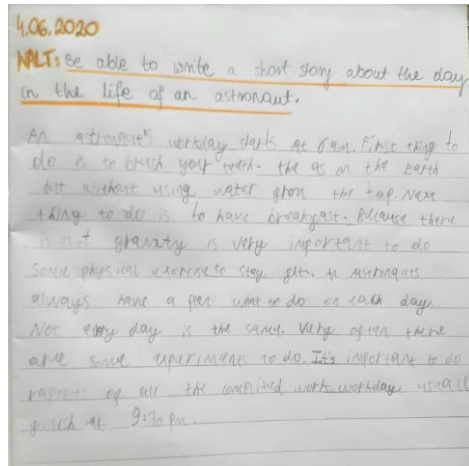 4.06.2020
WALT: Be able to write a short story about the day
in the life of an astronaut.
An astronaut's workday starts at 6 am. First thing to
do is to brush your teeth. the as on the Earth
but without using water from the tap. Next
thing to do is to have breakfast. Because there
is not gravity is very important to do
some physical exercise to stay astronauts
always have a plan what to do on each day.
Not every day is the same. Very often there
are some experiments to do. It's important to do
raports of all the complited work. workday usuall
finish at 9:30 pm.